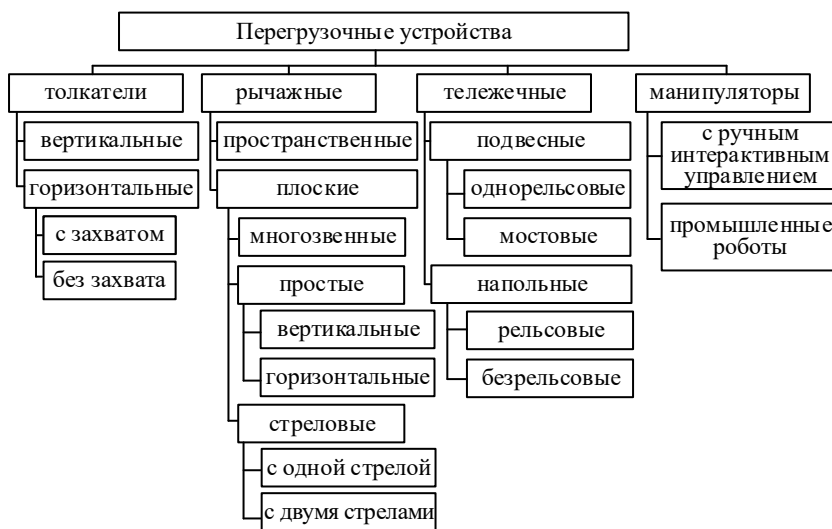 Перегрузочные устройства
толкатели
вертикальные
горизонтальные
с захватом
без захвата
рычажные
пространственные
плоские
многозвенные
простые
вертикальные
горизонтальные
стреловые
с одной стрелой
с двумя стрелами
тележечные
подвесные
однорельсовые
мостовые
напольные
рельсовые
безрельсовые
манипуляторы
с ручным
интерактивным
управлением
промышленные
роботы